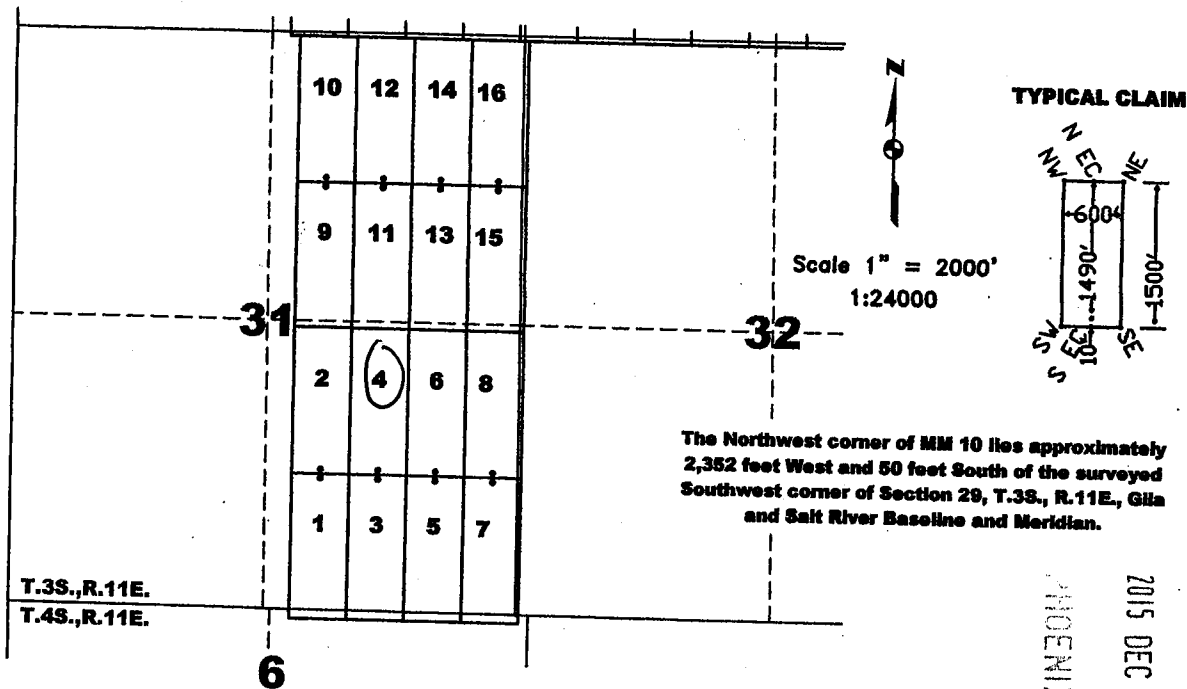 10 12 14 16
9 11 13 15
31
2 4 6 8
1 3 5 7
32
T.3S.,R.11E.
T.4S.,R.11E.
6
N
Scale 1" = 2000'
1:24000
TYPICAL CLAIM
NW
N EC
NE
600'
1490'
1500'
10'
SW
S EC
SE
The Northwest corner of MM 10 lies approximately
2,352 feet West and 50 feet South of the surveyed
Southwest corner of Section 29, T.3S., R.11E., Gila
and Salt River Baseline and Meridian.
2015 DEC